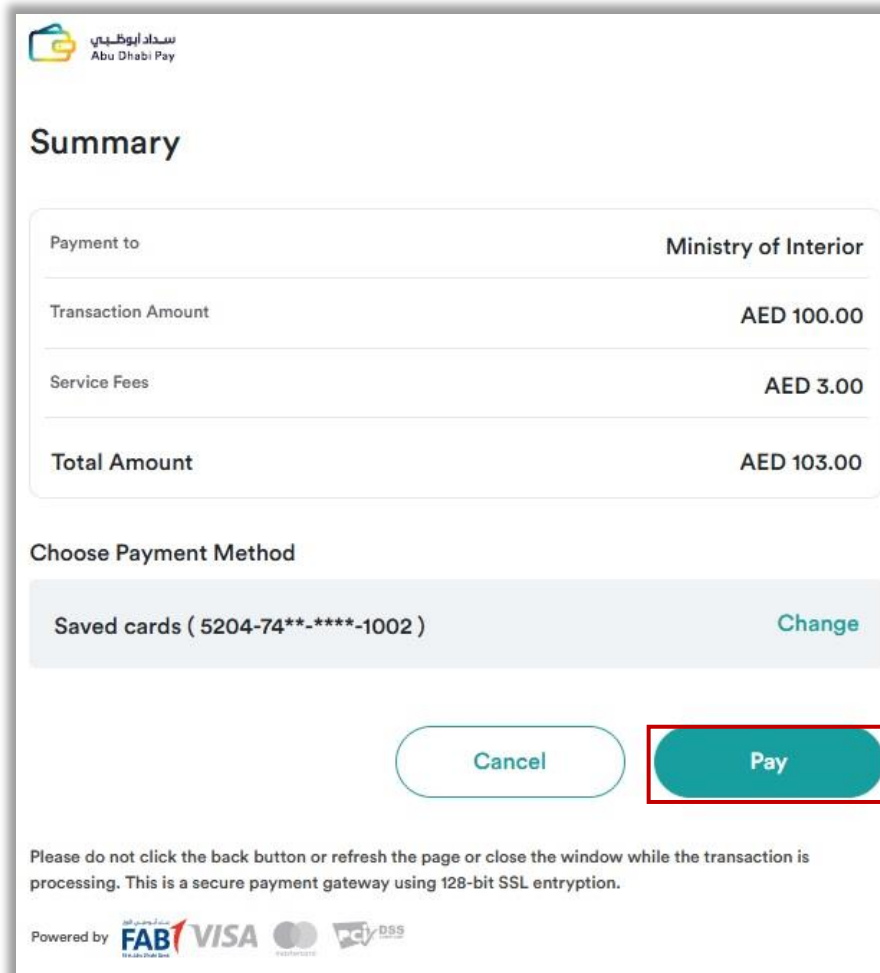 سداد أبوظبي
Abu Dhabi Pay
Summary
Payment to Ministry of Interior
Transaction Amount AED 100.00
Service Fees AED 3.00
Total Amount AED 103.00
Choose Payment Method
Saved cards ( 5204-74**-****-1002 ) Change
Cancel Pay
Please do not click the back button or refresh the page or close the window while the transaction is
processing. This is a secure payment gateway using 128-bit SSL entryption.
Powered by FAB VISA mastercard PCI DSS